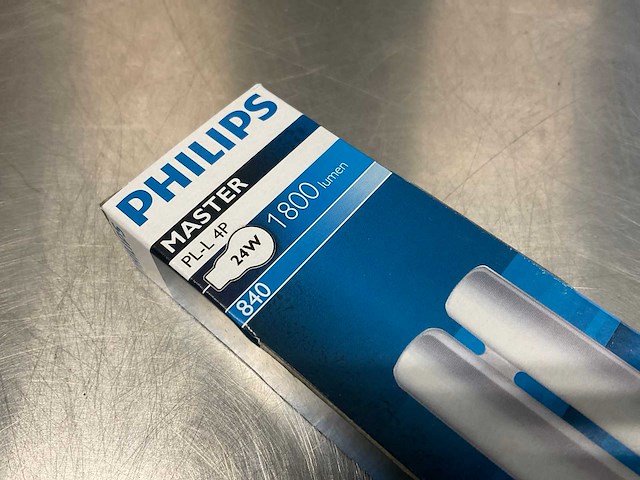 PHILIPS
MASTER
PL-L 4P
24W
1800 lumen
840